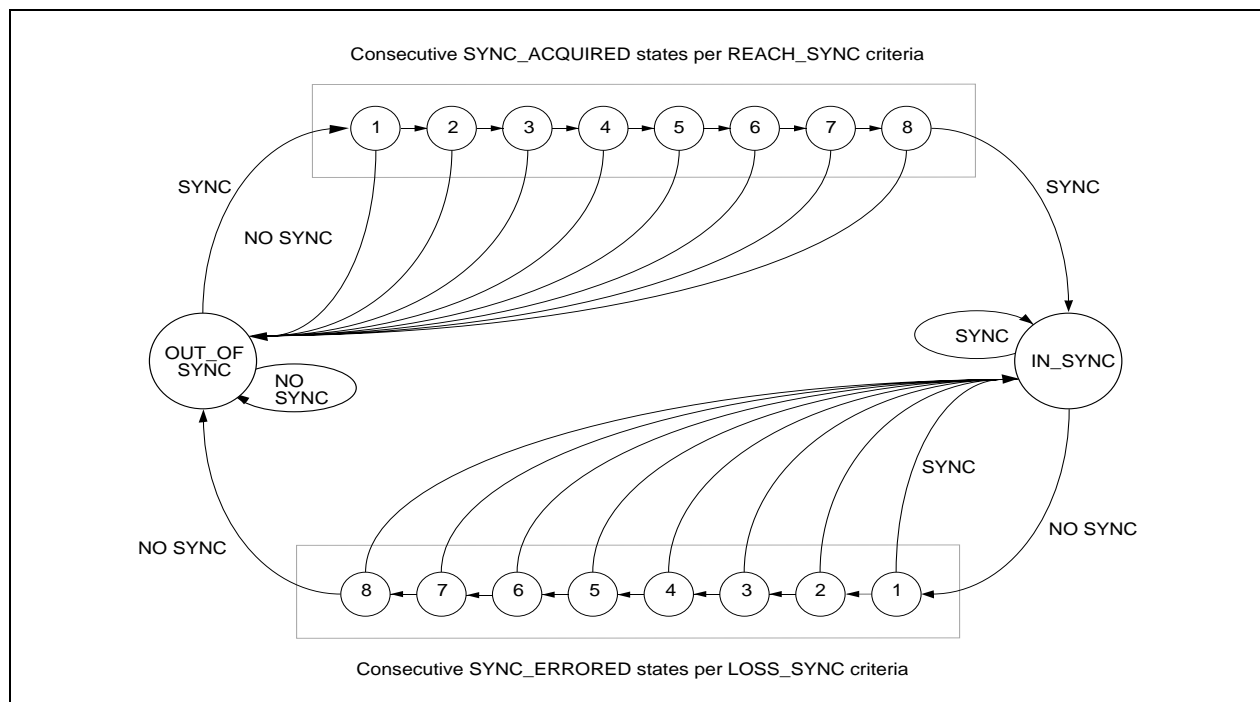 Consecutive SYNC_ACQUIRED states per REACH_SYNC criteria
1 2 3 4 5 6 7 8
SYNC
SYNC
NO SYNC
OUT_OF
SYNC
NO
SYNC
SYNC
IN_SYNC
SYNC
NO SYNC
NO SYNC
8 7 6 5 4 3 2 1
Consecutive SYNC_ERRORED states per LOSS_SYNC criteria